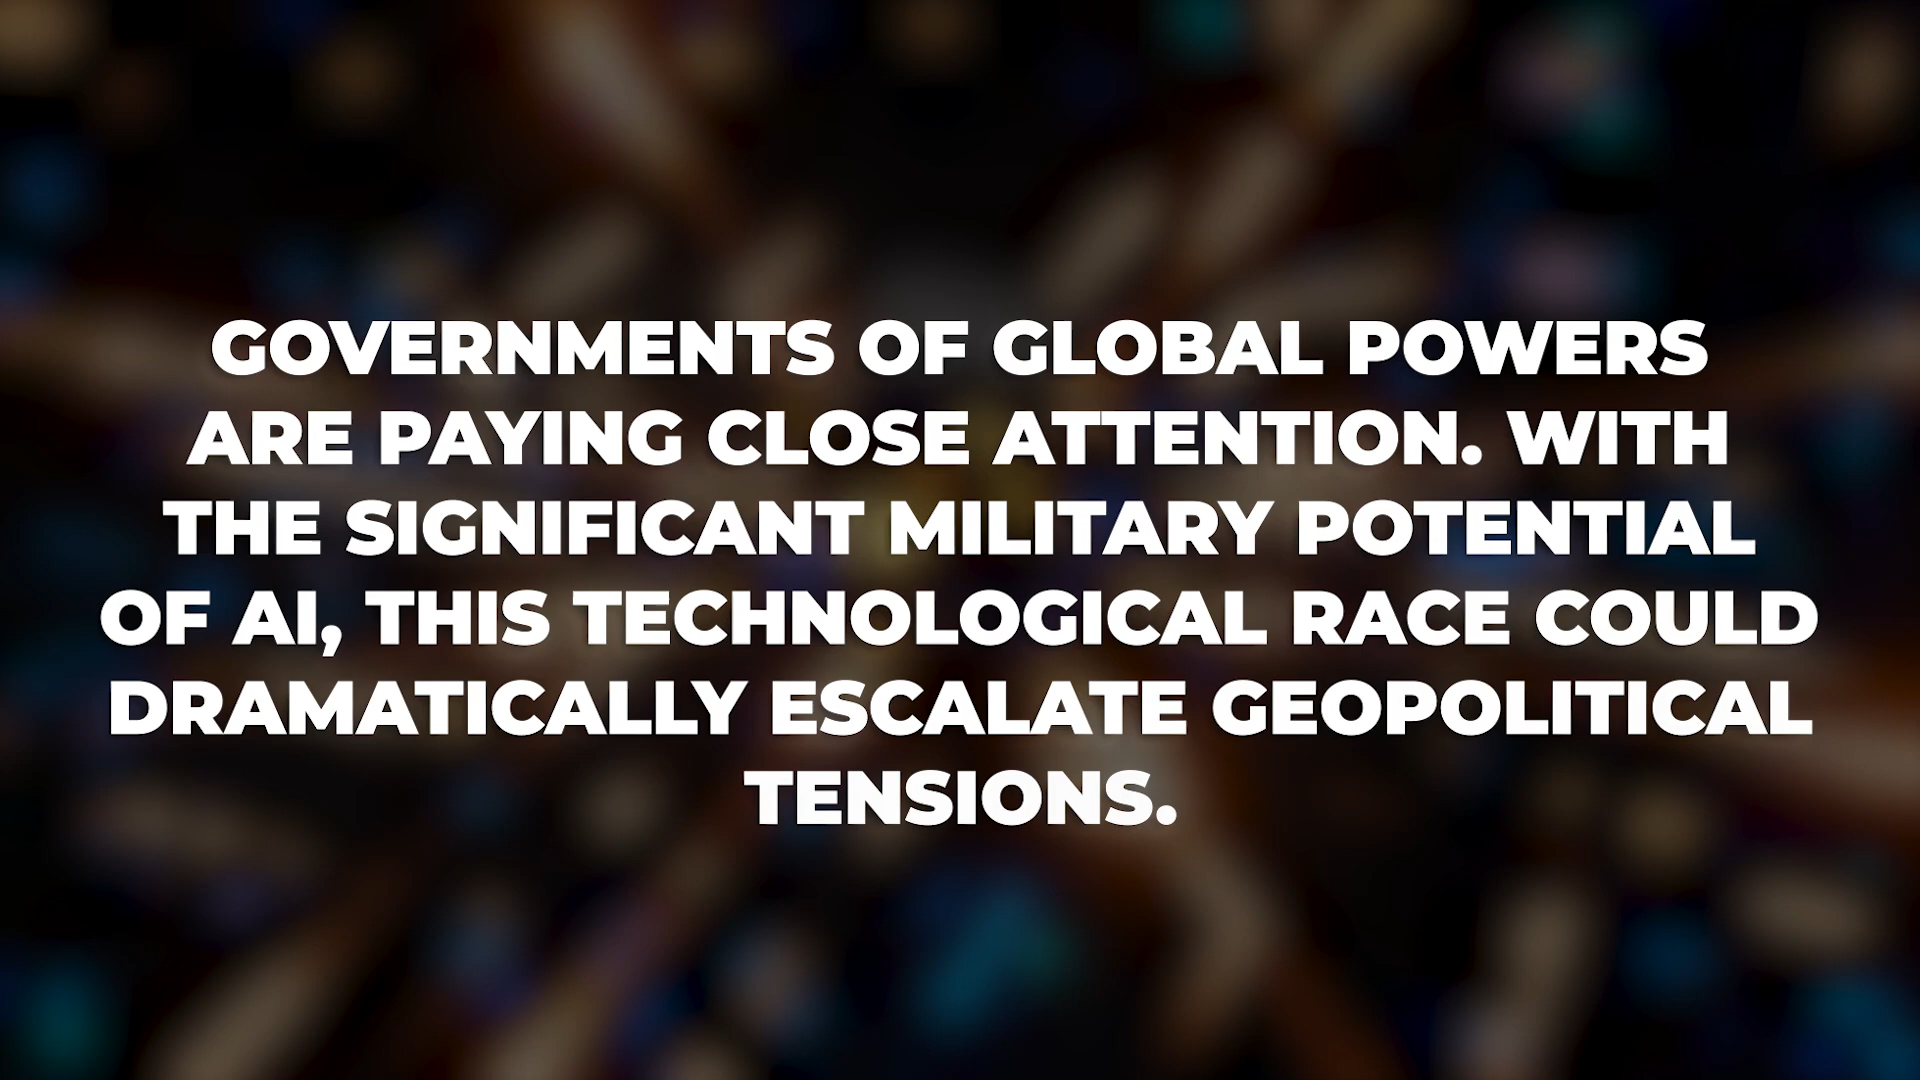 GOVERNMENTS OF GLOBAL POWERS
ARE PAYING CLOSE ATTENTION. WITH
THE SIGNIFICANT MILITARY POTENTIAL
OF AI, THIS TECHNOLOGICAL RACE COULD
DRAMATICALLY ESCALATE GEOPOLITICAL
TENSIONS.